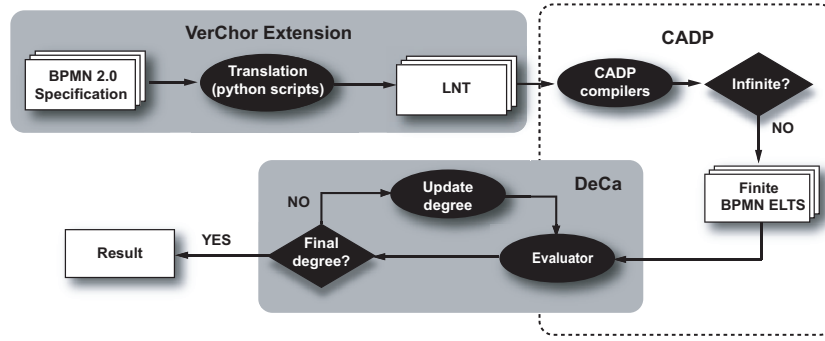 VerChor Extension
CADP
BPMN 2.0
Specification
Translation
(python scripts)
LNT
CADP
compilers
Infinite?
NO
Finite
BPMN ELTS
DeCa
Update
degree
NO
Final
degree?
Evaluator
YES
Result